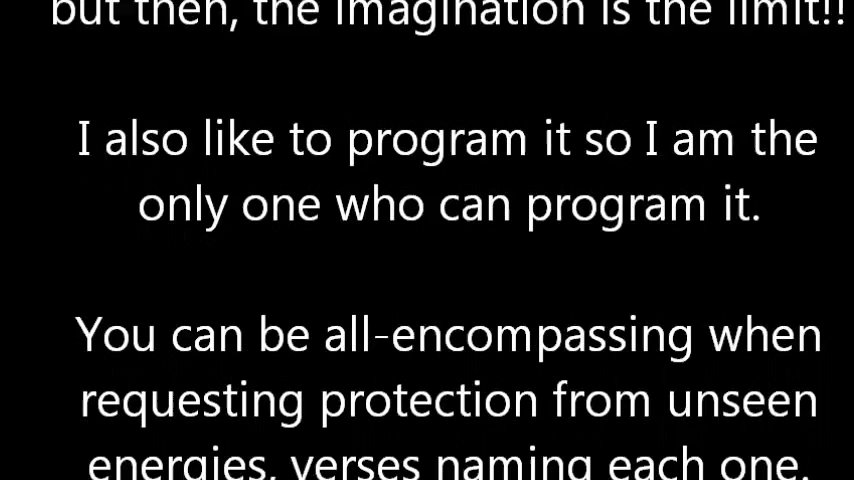 but then, the imagination is the limit!!
I also like to program it so I am the
only one who can program it.
You can be all-encompassing when
requesting protection from unseen
energies, verses naming each one.